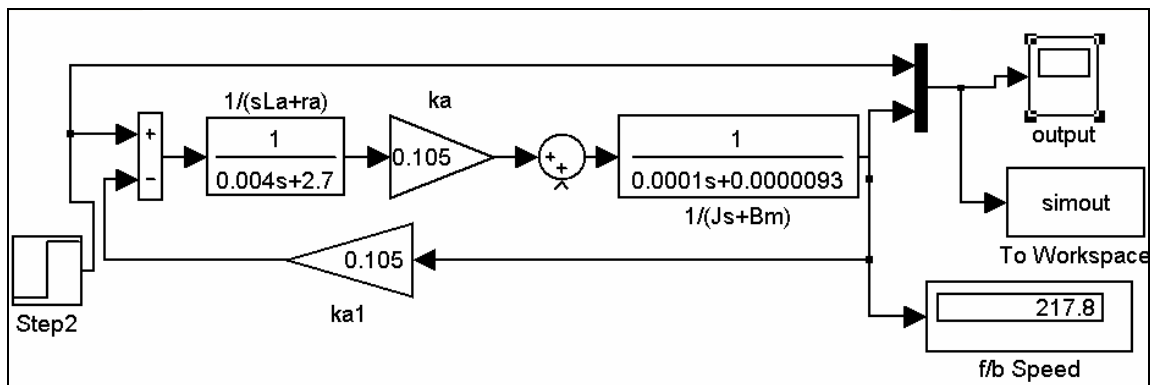 1/(sLa+ra)
ka
+
−
1
0.004s+2.7
0.105
+
+
1
0.0001s+0.0000093
1/(Js+Bm)
output
simout
To Workspace
0.105
ka1
Step2
217.8
f/b Speed